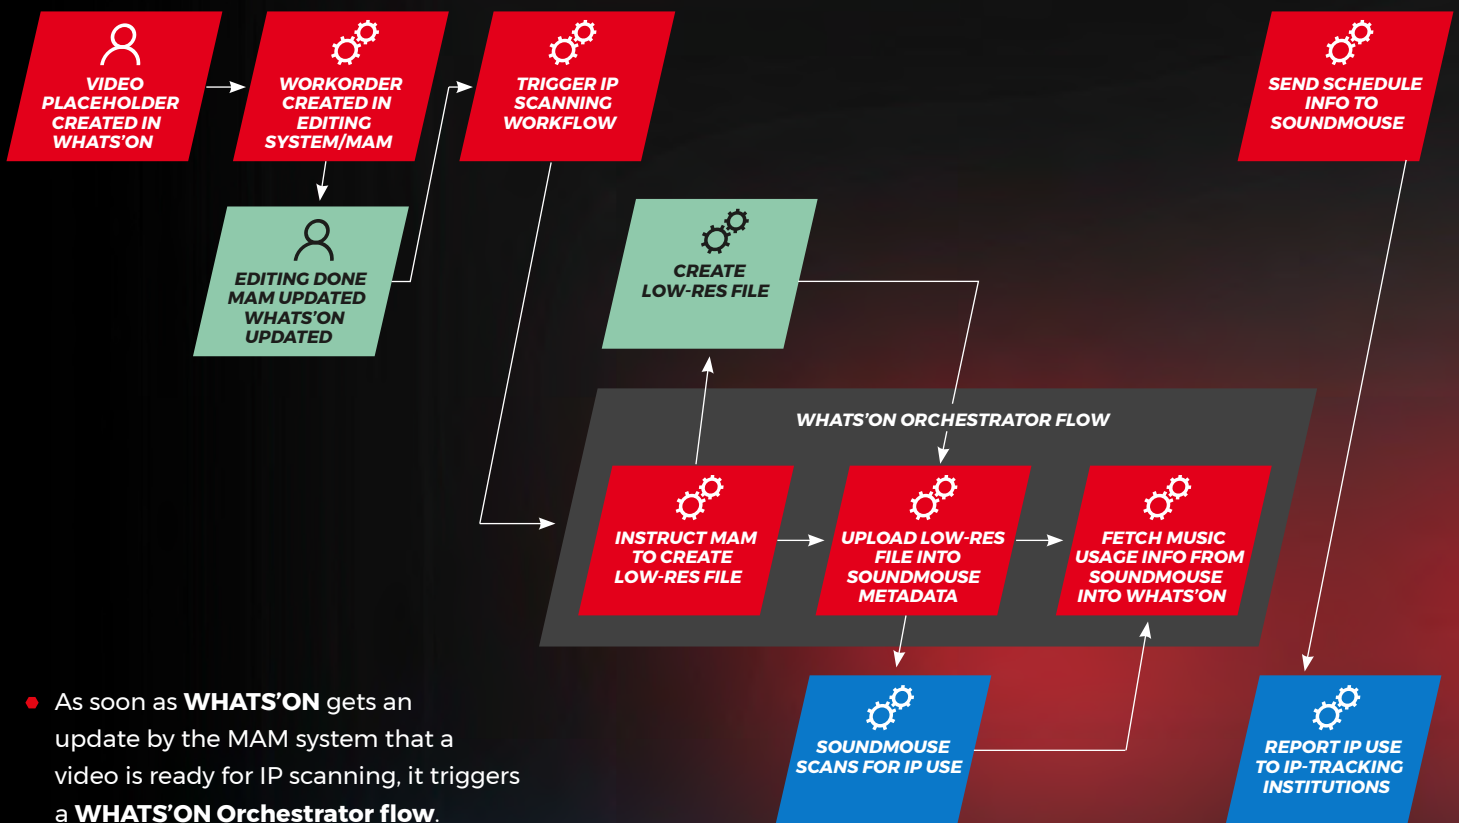 VIDEO
PLACEHOLDER
CREATED IN
WHATS'ON
WORKORDER
CREATED IN
EDITING
SYSTEM/MAM
TRIGGER IP
SCANNING
WORKFLOW
SEND SCHEDULE
INFO TO
SOUNDMOUSE
EDITING DONE
MAM UPDATED
WHATS'ON
UPDATED
CREATE
LOW-RES FILE
WHATS'ON ORCHESTRATOR FLOW
INSTRUCT MAM
TO CREATE
LOW-RES FILE
UPLOAD LOW-RES
FILE INTO
SOUNDMOUSE
METADATA
FETCH MUSIC
USAGE INFO FROM
SOUNDMOUSE
INTO WHATS'ON
SOUNDMOUSE
SCANS FOR IP USE
REPORT IP USE
TO IP-TRACKING
INSTITUTIONS
As soon as WHATS'ON gets an
update by the MAM system that a
video is ready for IP scanning, it triggers
a WHATS'ON Orchestrator flow.